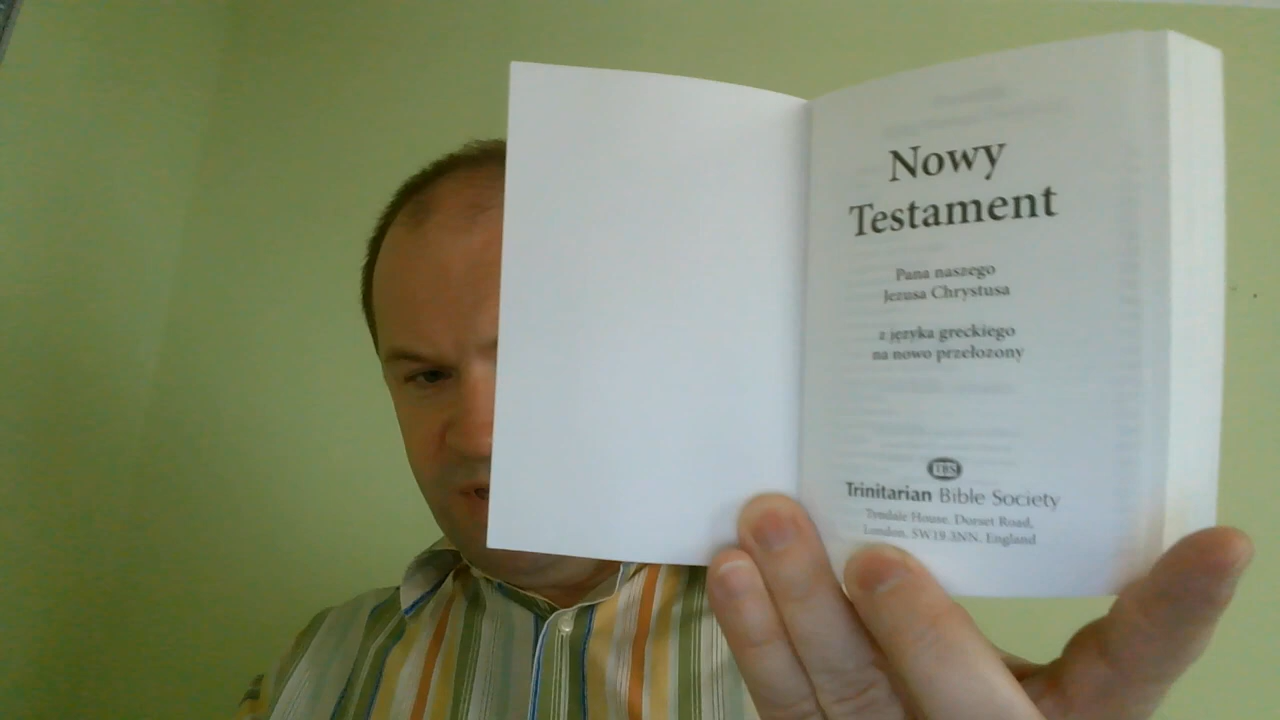 Nowy
Testament
Pana naszego
Jezusa Chrystusa
z języka greckiego
na nowo przełożony
TBS
Trinitarian Bible Society
Tyndale House, Dorset Road,
London, SW19 3NN, England